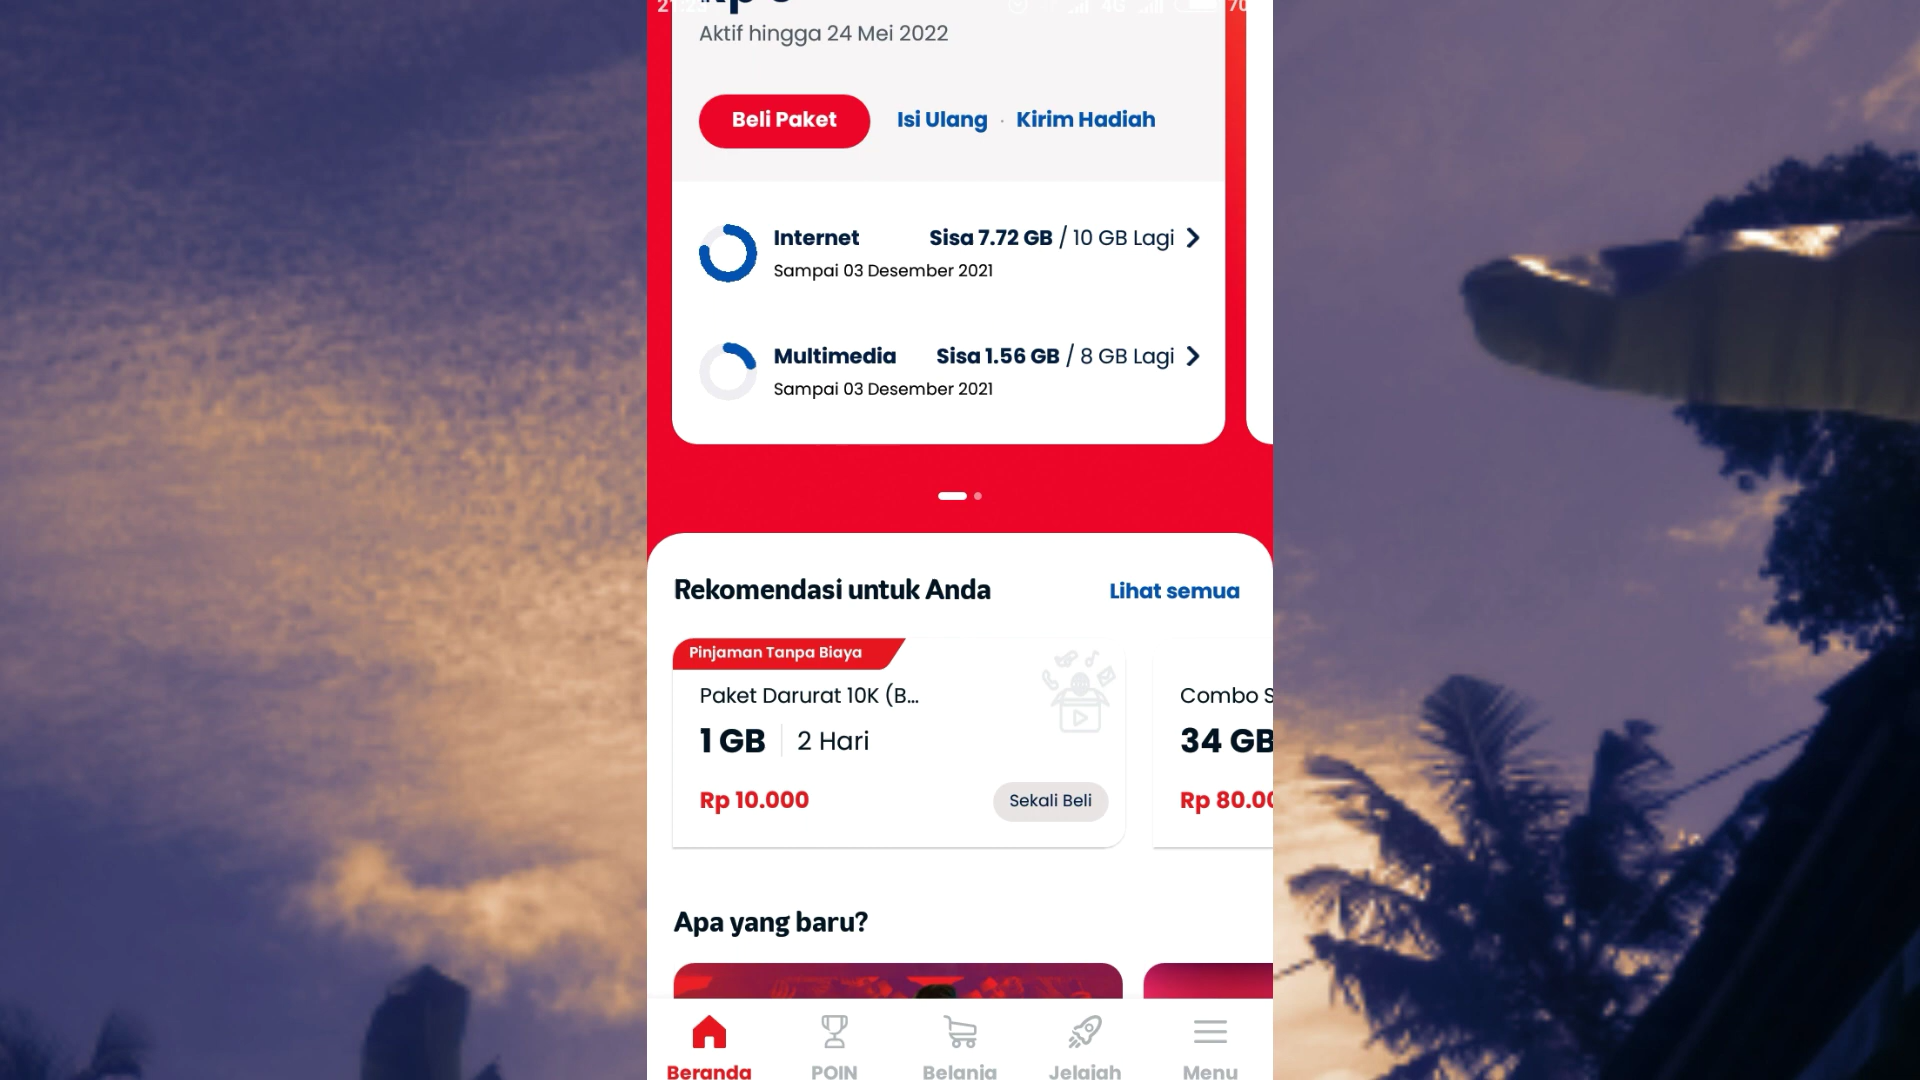 Aktif hingga 24 Mei 2022
Beli Paket
Isi Ulang · Kirim Hadiah
Internet
Sisa 7.72 GB / 10 GB Lagi
Sampai 03 Desember 2021
Multimedia
Sisa 1.56 GB / 8 GB Lagi
Sampai 03 Desember 2021
Rekomendasi untuk Anda
Lihat semua
Pinjaman Tanpa Biaya
Paket Darurat 10K (B...
1 GB
2 Hari
Rp 10.000
Sekali Beli
Combo S
34 GB
Rp 80.00
Apa yang baru?
Beranda
POIN
Belanja
Jelajah
Menu